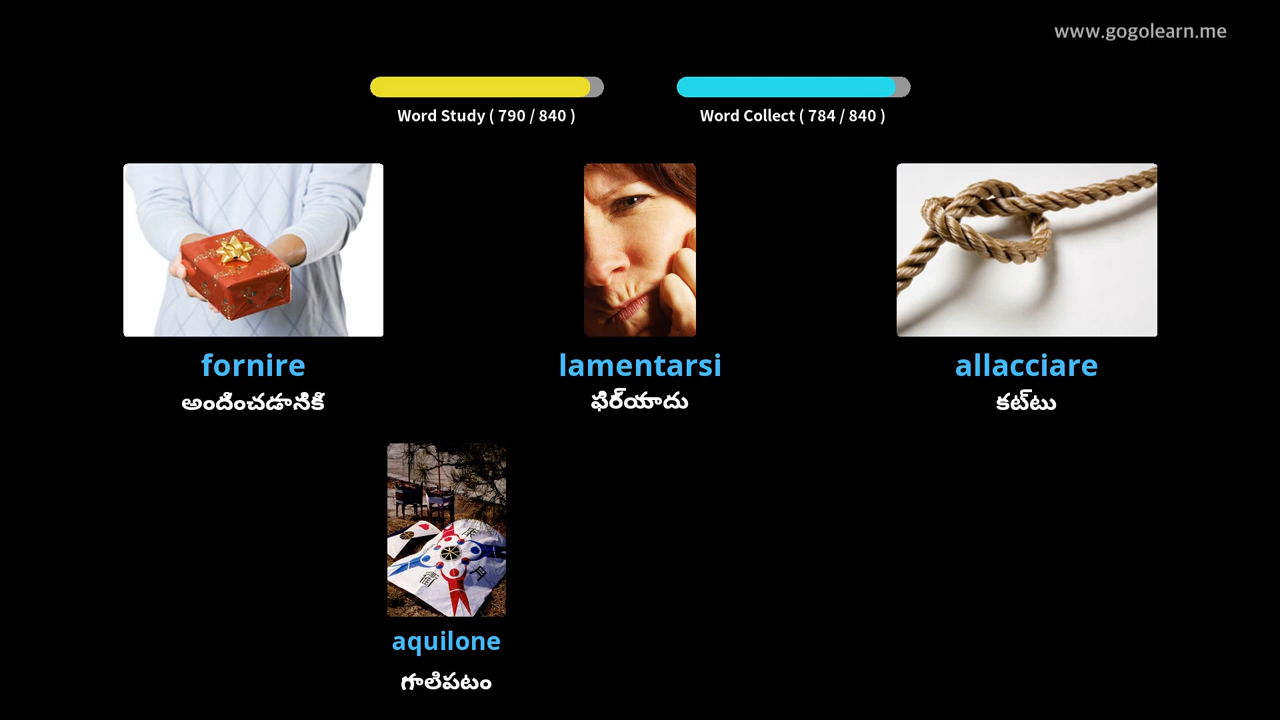 www.gogolearn.me
Word Study ( 790 / 840 )
Word Collect ( 784 / 840 )
fornire
అందించడానికి
lamentarsi
ఫిర్యాదు
allacciare
కట్టు
aquilone
గాలిపటం